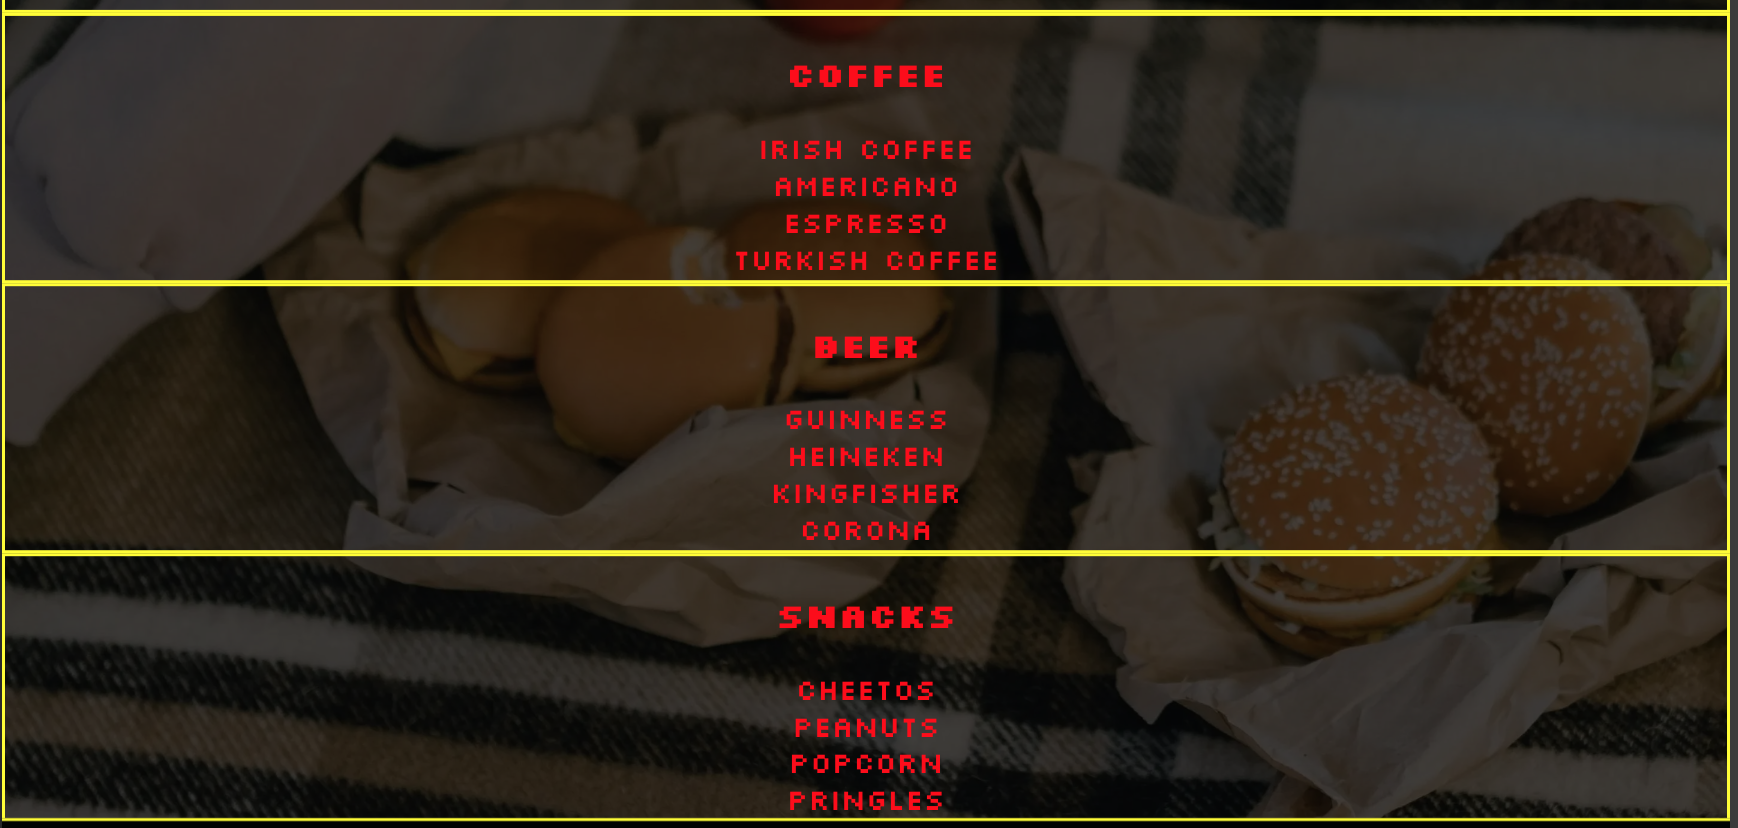 COFFEE
IRISH COFFEE
AMERICANO
ESPRESSO
TURKISH COFFEE
BEER
GUINNESS
HEINEKEN
KINGFISHER
CORONA
SNACKS
CHEETOS
PEANUTS
POPCORN
PRINGLES